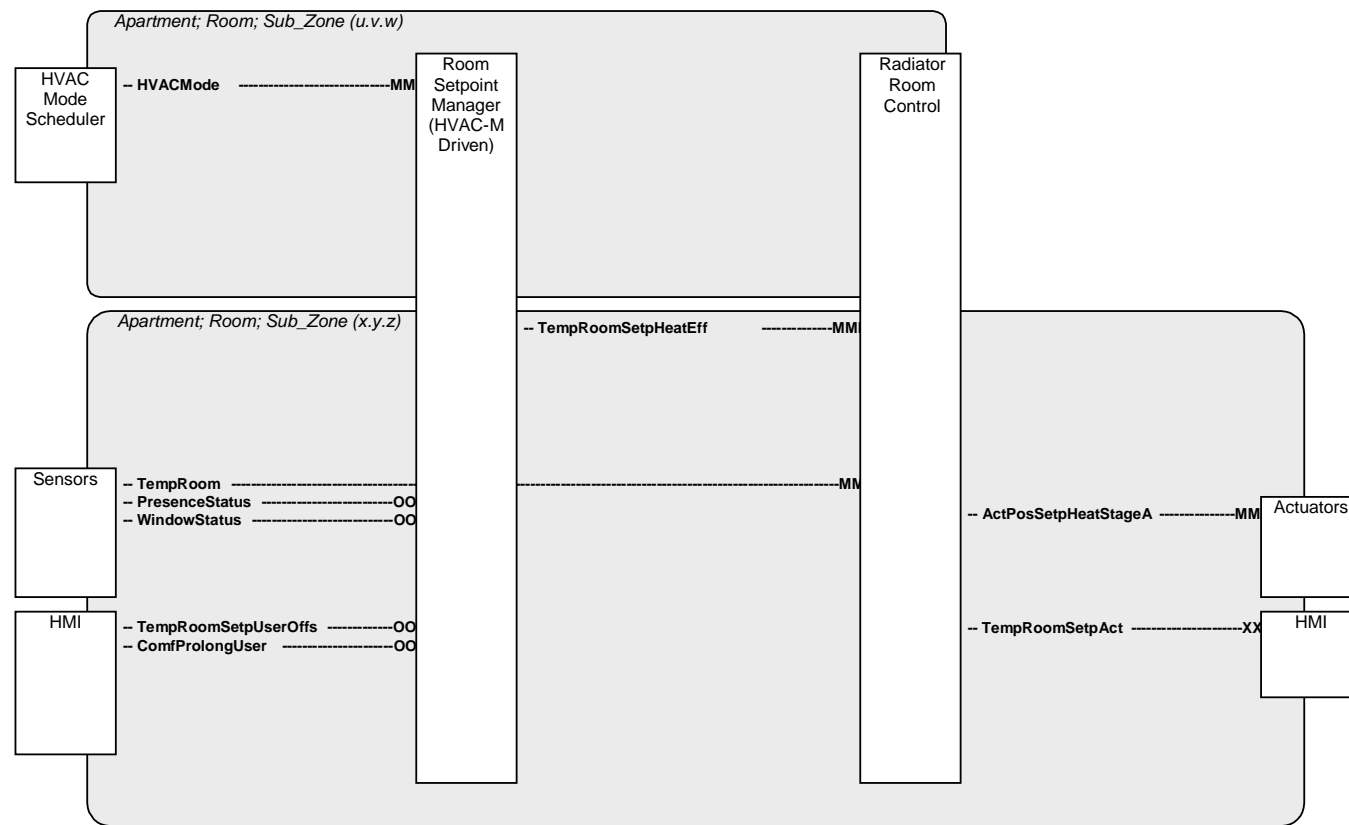 Apartment; Room; Sub_Zone (u.v.w)
HVAC
Mode
Scheduler
-- HVACMode ------------------------------MM
Room
Setpoint
Manager
(HVAC-M
Driven)
Radiator
Room
Control
Apartment; Room; Sub_Zone (x.y.z)
-- TempRoomSetpHeatEff --------------MM
Sensors
-- TempRoom ------------------------------------ --------------------------------------------------------------MM
-- PresenceStatus --------------------------OO
-- WindowStatus ----------------------------OO
-- ActPosSetpHeatStageA ---------------MM
Actuators
HMI
-- TempRoomSetpUserOffs -------------OO
-- ComfProlongUser ----------------------OO
-- TempRoomSetpAct ----------------------XX
HMI